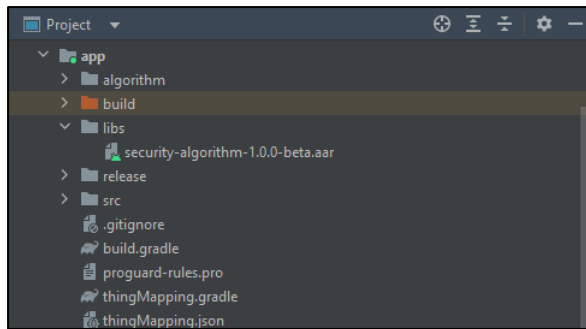 Project
app
algorithm
build
libs
security-algorithm-1.0.0-beta.aar
release
src
.gitignore
build.gradle
proguard-rules.pro
thingMapping.gradle
thingMapping.json